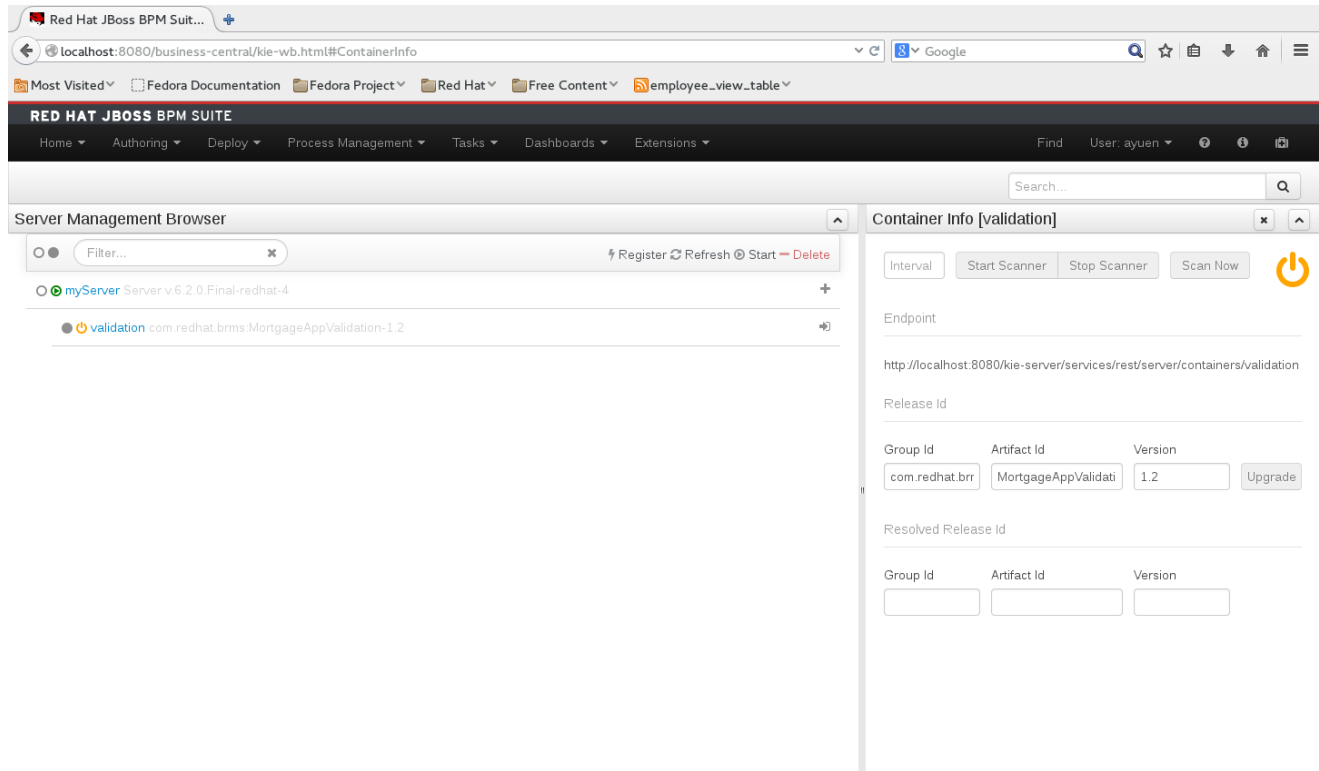 Red Hat JBoss BPM Suit...
localhost:8080/business-central/kie-wb.html#ContainerInfo
Google
Most Visited Fedora Documentation Fedora Project Red Hat Free Content employee_view_table
RED HAT JBOSS BPM SUITE
Home Authoring Deploy Process Management Tasks Dashboards Extensions Find User: ayuen
Search...
Server Management Browser
Filter...
Register Refresh Start Delete
myServer Server v.6.2.0.Final-redhat-4
validation com.redhat.brms:MortgageAppValidation-1.2
Container Info [validation]
Interval Start Scanner Stop Scanner Scan Now
Endpoint
http://localhost:8080/kie-server/services/rest/server/containers/validation
Release Id
Group Id Artifact Id Version
com.redhat.brr MortgageAppValidati 1.2 Upgrade
Resolved Release Id
Group Id Artifact Id Version